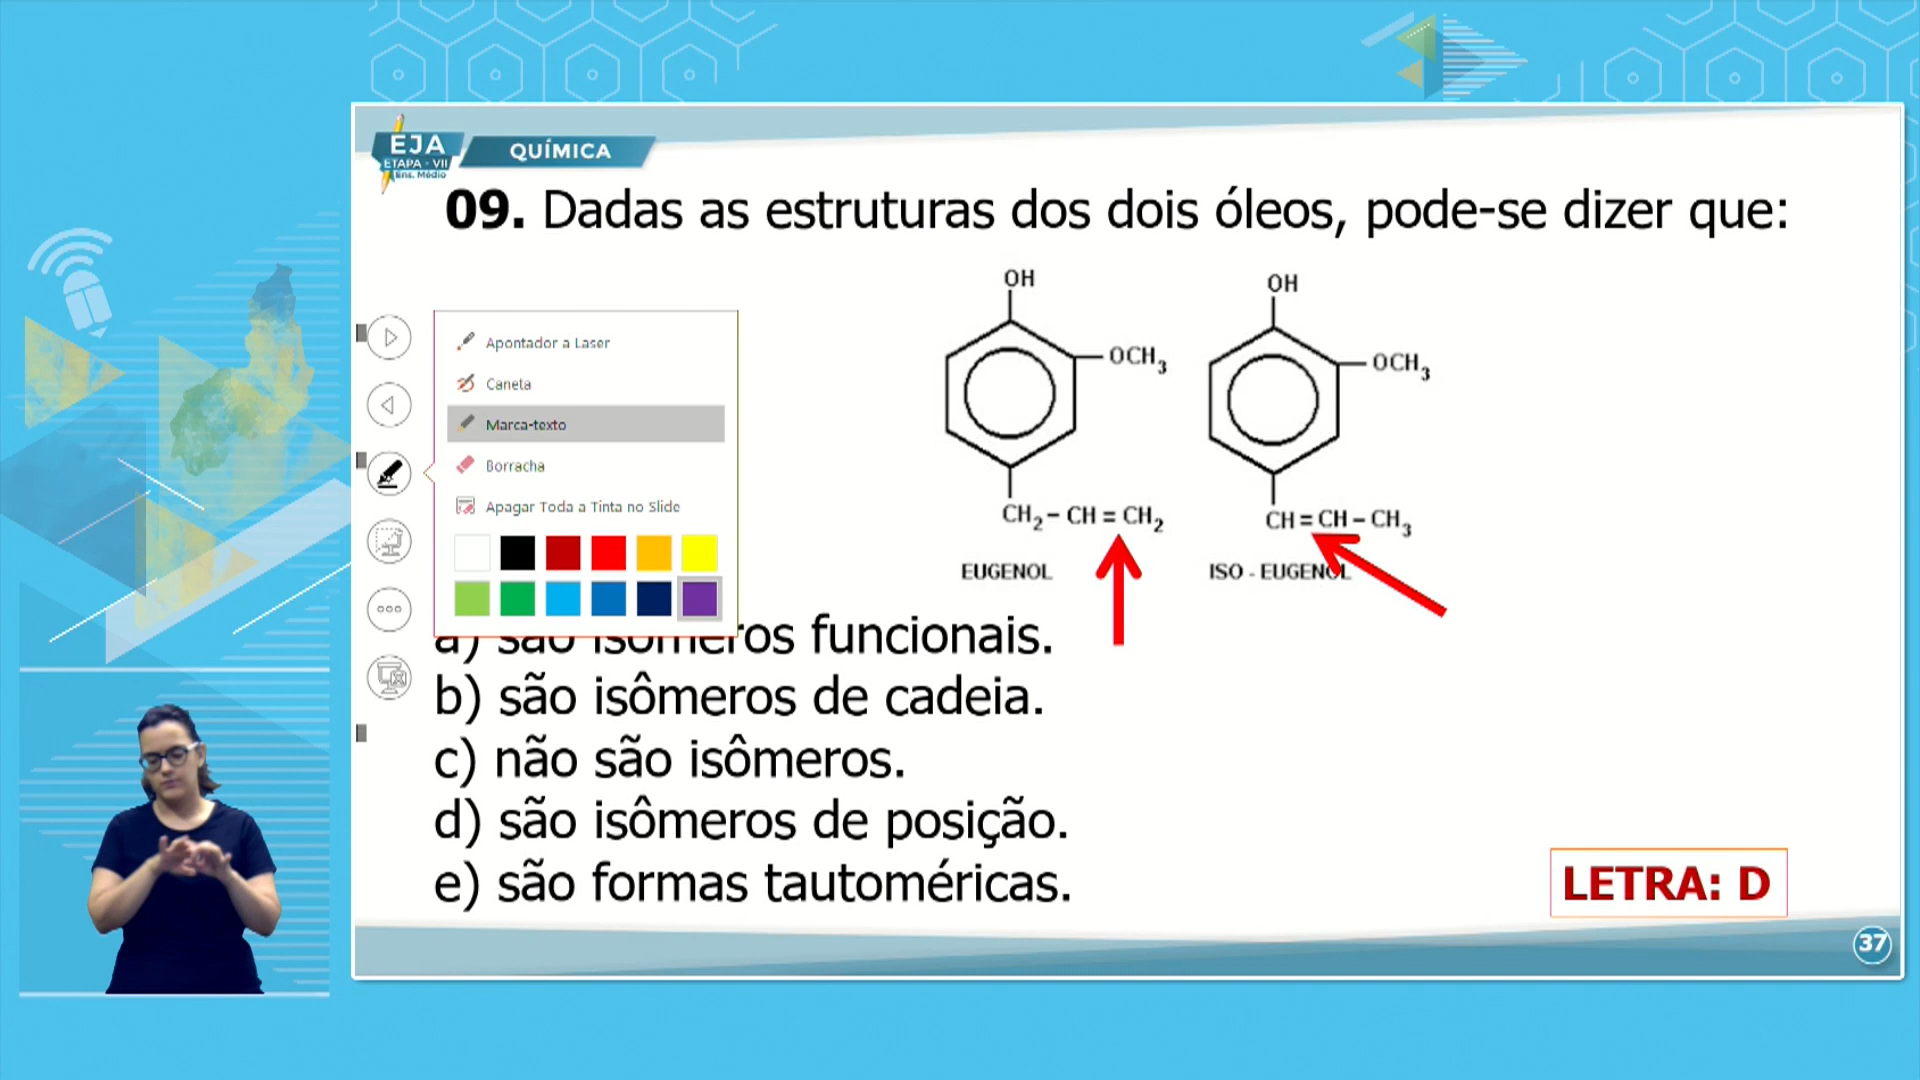 EJA
ETAPA - VII
Ens. Médio
QUÍMICA
09. Dadas as estruturas dos dois óleos, pode-se dizer que:
OH
OCH3
CH2 - CH = CH2
EUGENOL
OH
OCH3
CH = CH - CH3
ISO - EUGENOL
Apontador a Laser
Caneta
Marca-texto
Borracha
Apagar Toda a Tinta no Slide
a) são isômeros funcionais.
b) são isômeros de cadeia.
c) não são isômeros.
d) são isômeros de posição.
e) são formas tautoméricas.
LETRA: D
37